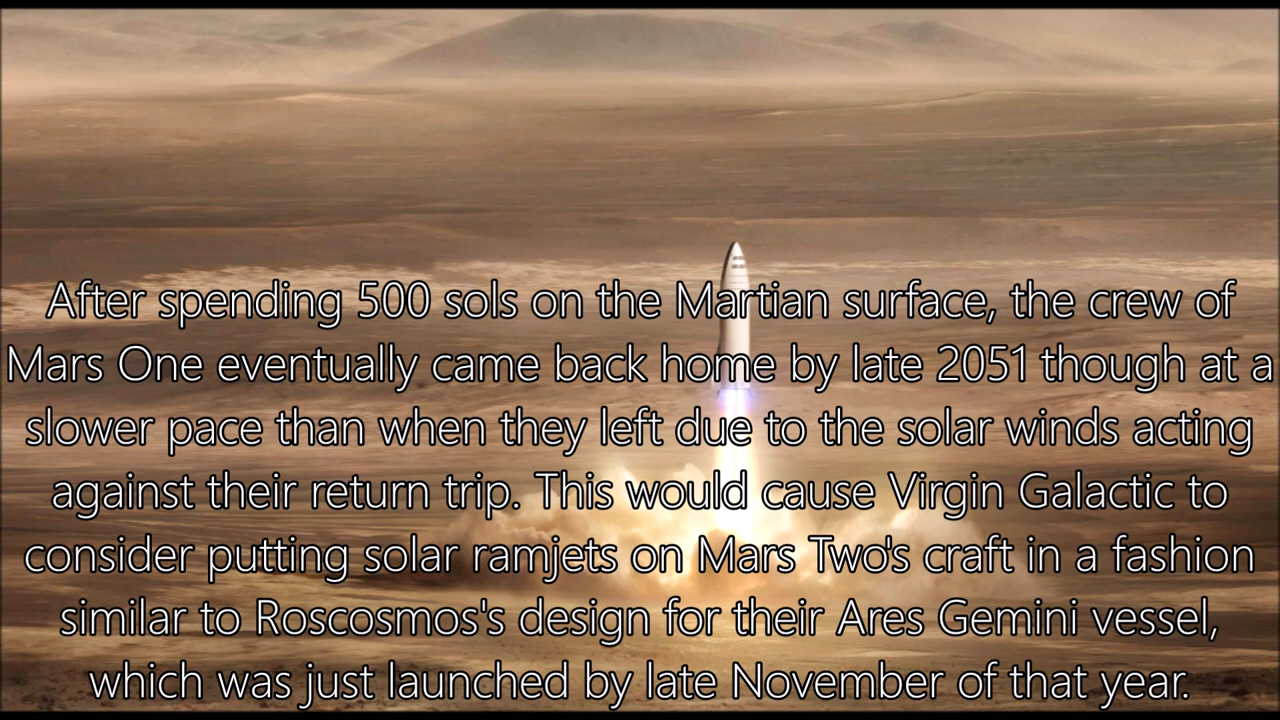 After spending 500 sols on the Martian surface, the crew of
Mars One eventually came back home by late 2051 though at a
slower pace than when they left due to the solar winds acting
against their return trip. This would cause Virgin Galactic to
consider putting solar ramjets on Mars Two's craft in a fashion
similar to Roscosmos's design for their Ares Gemini vessel,
which was just launched by late November of that year.